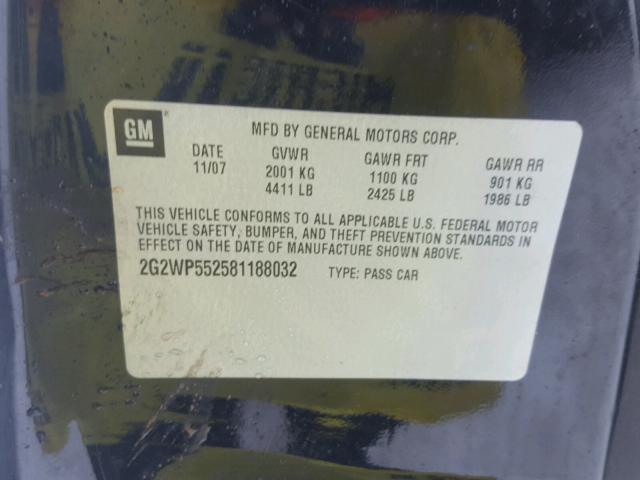 GM
MFD BY GENERAL MOTORS CORP.
DATE GVWR GAWR FRT GAWR RR
11/07 2001 KG 1100 KG 901 KG
4411 LB 2425 LB 1986 LB
THIS VEHICLE CONFORMS TO ALL APPLICABLE U.S. FEDERAL MOTOR
VEHICLE SAFETY, BUMPER, AND THEFT PREVENTION STANDARDS IN
EFFECT ON THE DATE OF MANUFACTURE SHOWN ABOVE.
2G2WP552581188032 TYPE: PASS CAR